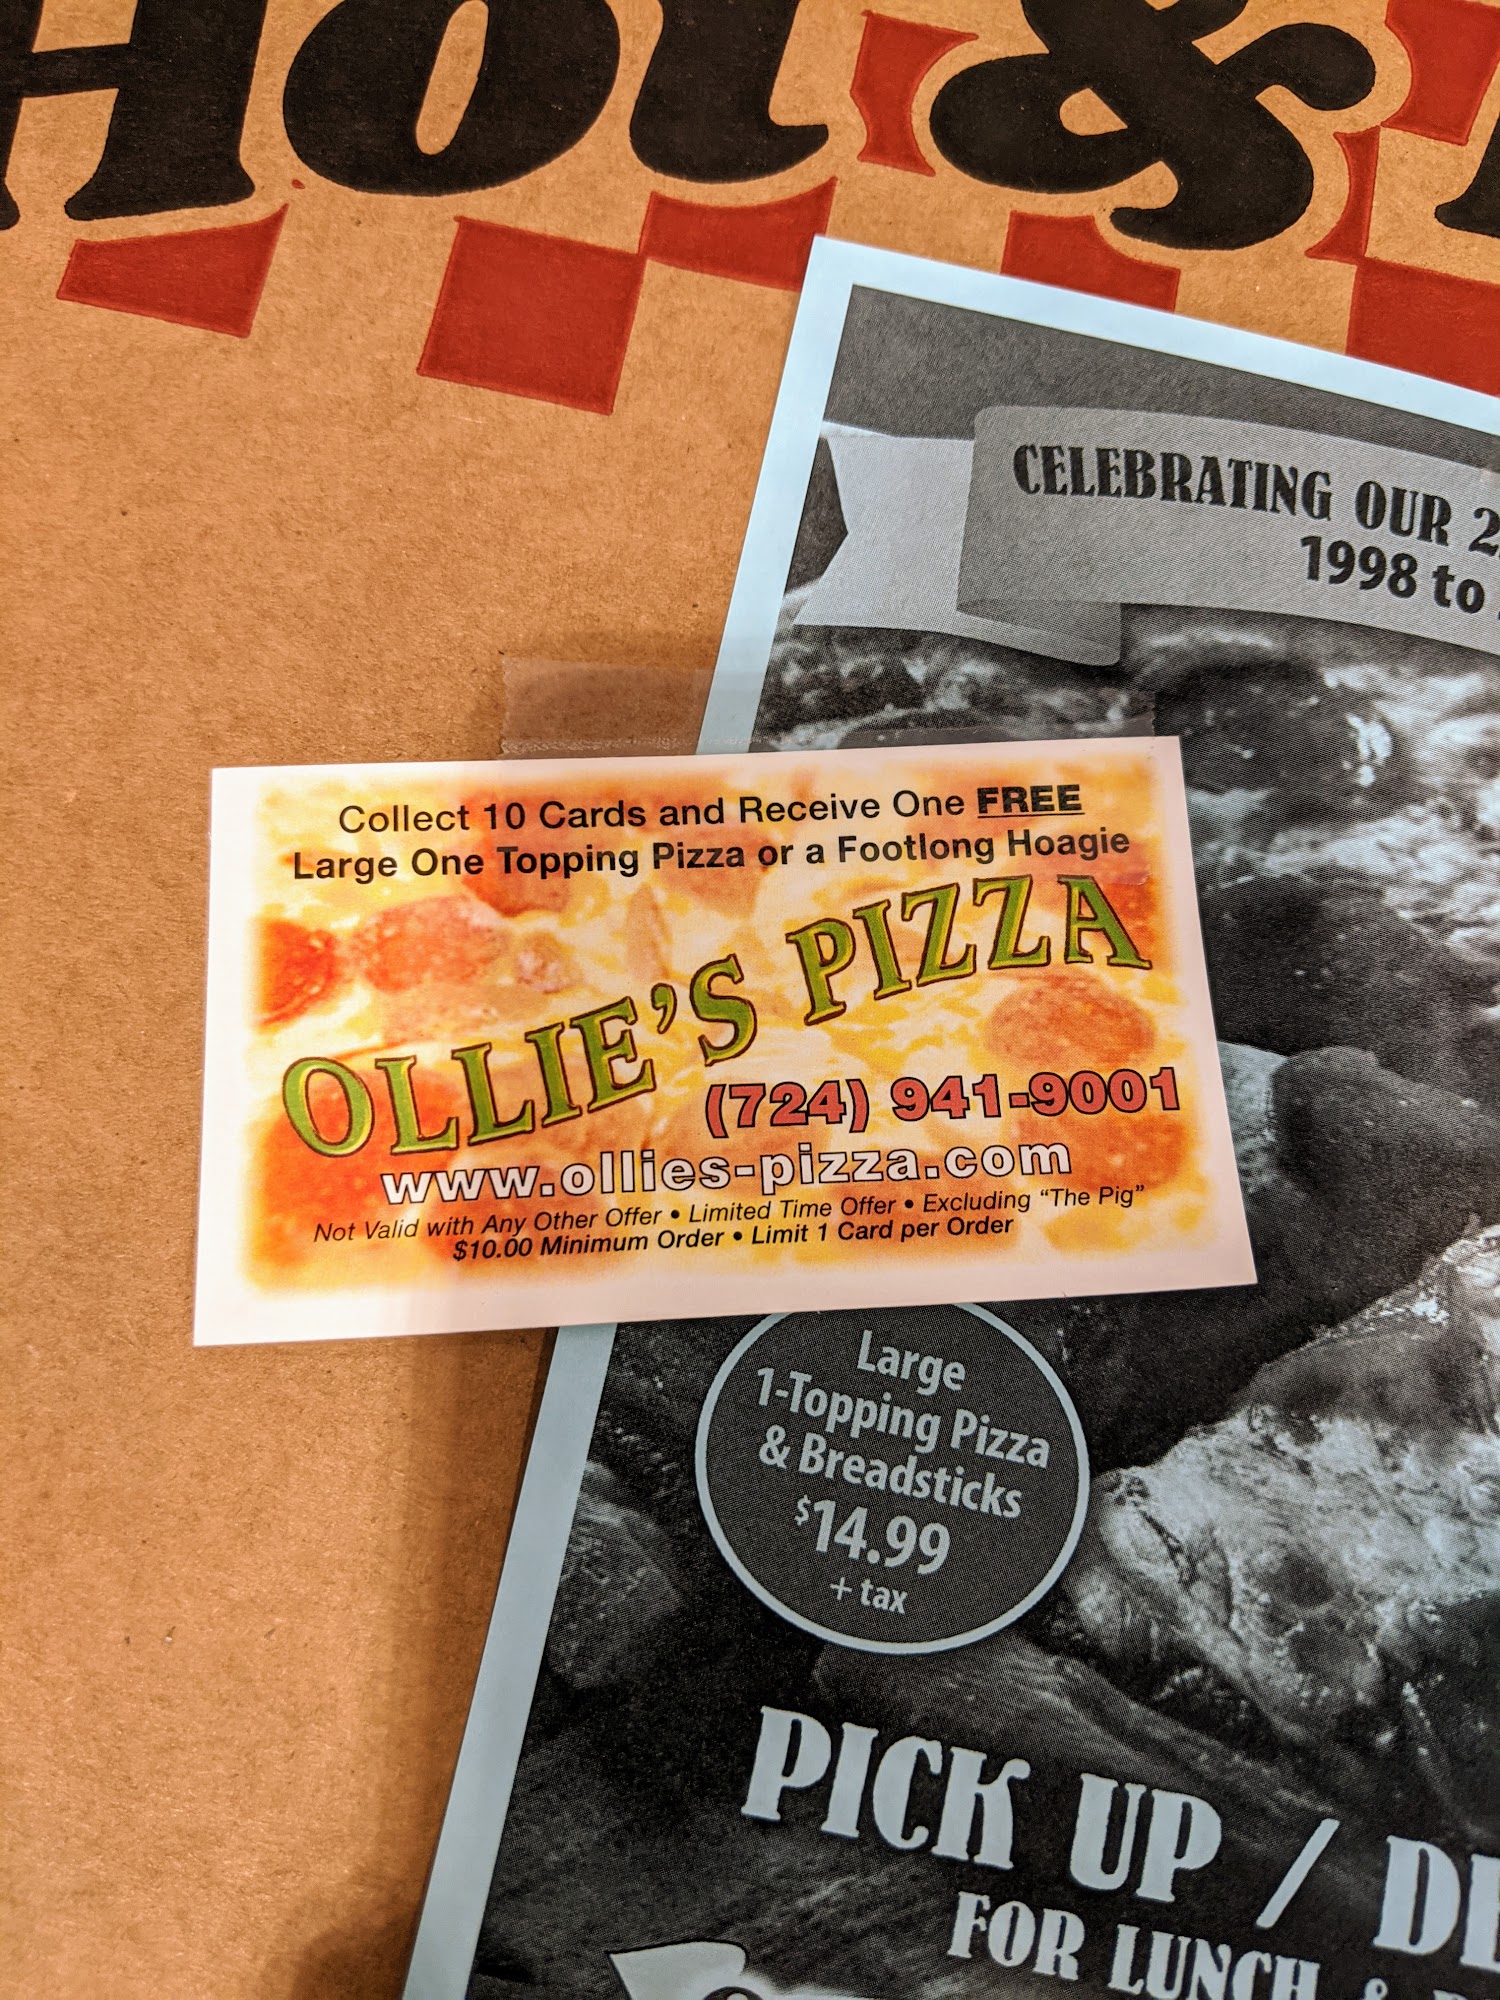 Hot &
CELEBRATING OUR
1998 to
Collect 10 Cards and Receive One FREE
Large One Topping Pizza or a Footlong Hoagie
OLLIE'S PIZZA
(724) 941-9001
www.ollies-pizza.com
Not Valid with Any Other Offer • Limited Time Offer • Excluding "The Pig"
$10.00 Minimum Order • Limit 1 Card per Order
Large
1-Topping Pizza
& Breadsticks
$14.99
+ tax
PICK UP /
FOR LUNCH &